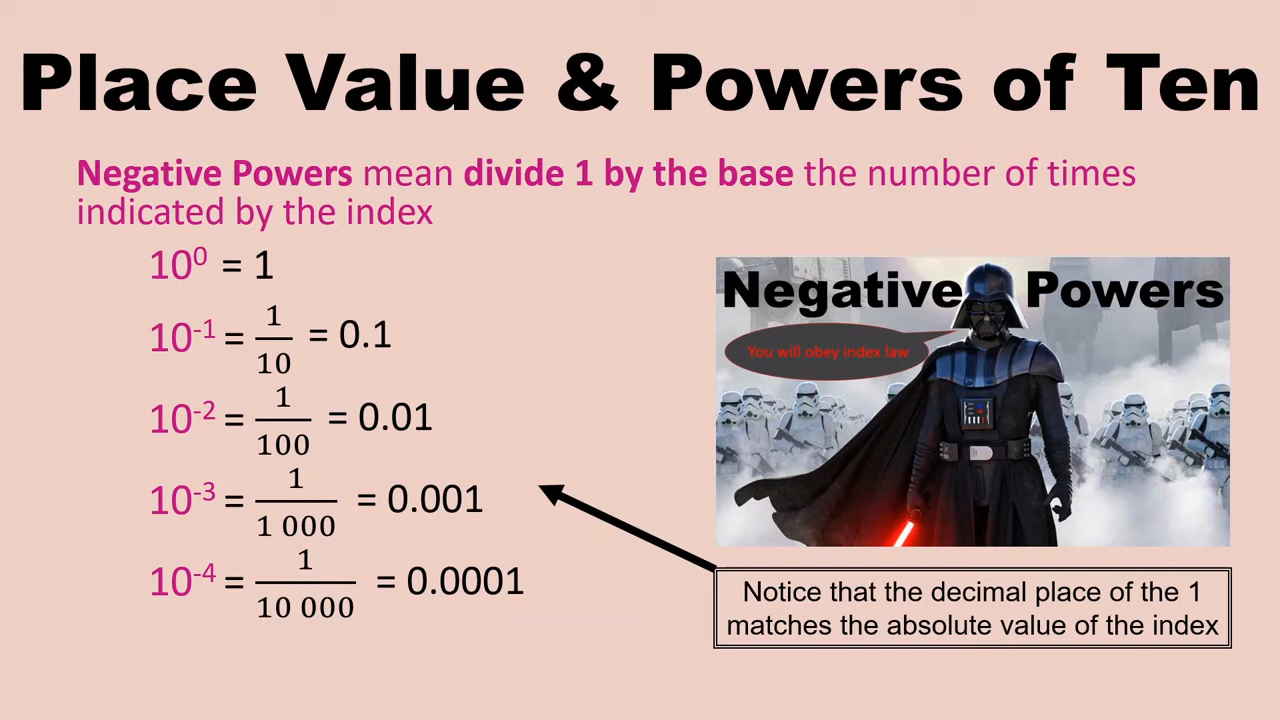 Place Value & Powers of Ten
Negative Powers mean divide 1 by the base the number of times
indicated by the index
10⁰ = 1
10⁻¹ = 1/10 = 0.1
10⁻² = 1/100 = 0.01
10⁻³ = 1/1 000 = 0.001
10⁻⁴ = 1/10 000 = 0.0001
Negative Powers
You will obey index law
Notice that the decimal place of the 1
matches the absolute value of the index